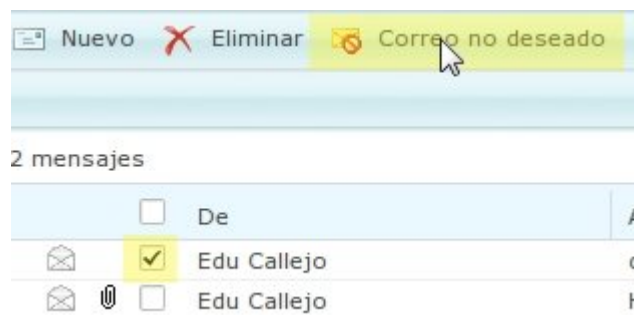 Nuevo Eliminar Correo no deseado
2 mensajes
De
Edu Callejo
Edu Callejo